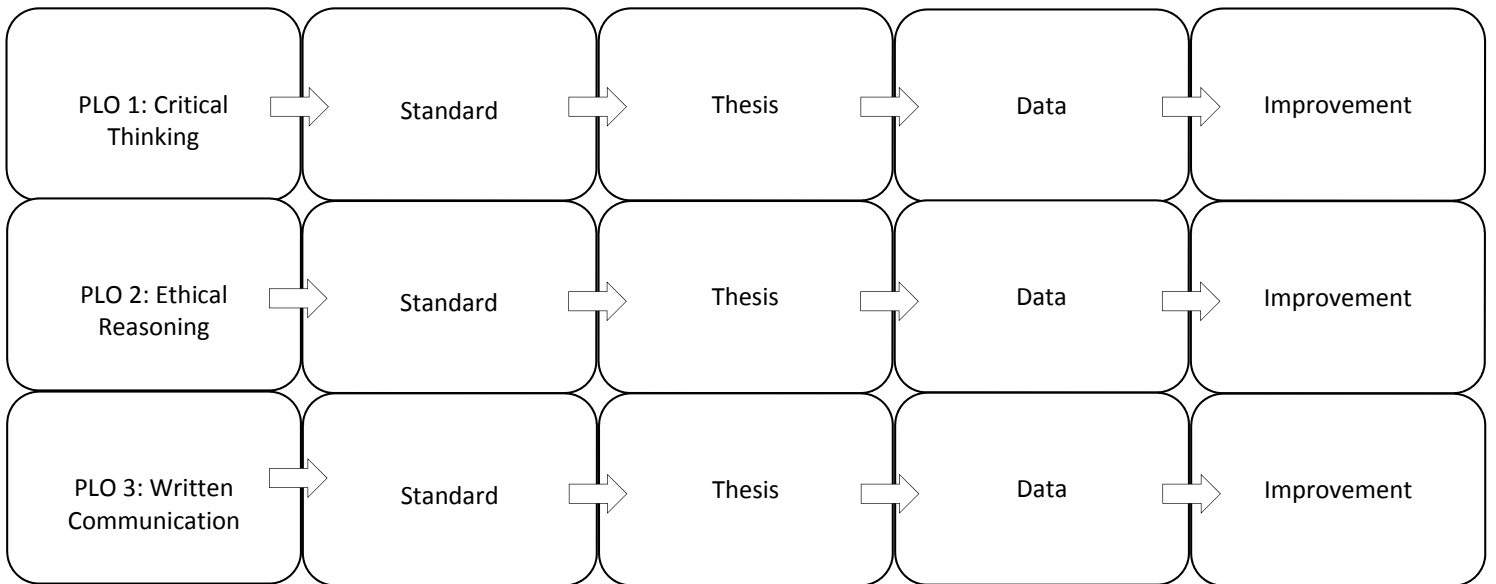 PLO 1: Critical
Thinking
Standard
Thesis
Data
Improvement
PLO 2: Ethical
Reasoning
Standard
Thesis
Data
Improvement
PLO 3: Written
Communication
Standard
Thesis
Data
Improvement